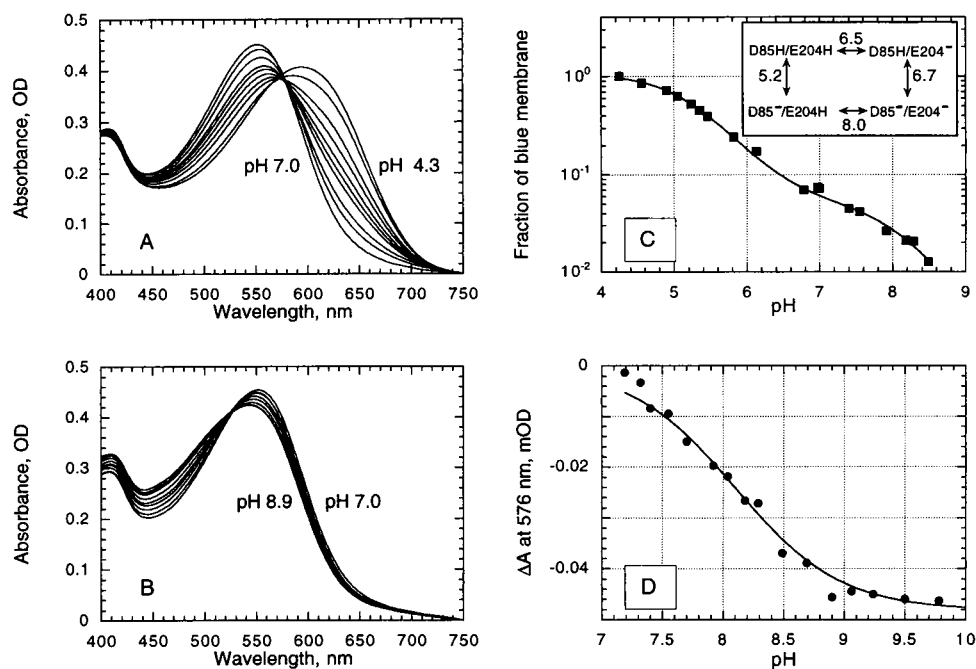 Absorbance, OD
0.5
0.4
0.3
0.2
0.1
0
pH 7.0
pH 4.3
A
400 450 500 550 600 650 700 750
Wavelength, nm
Fraction of blue membrane
10^0
10^-1
10^-2
6.5
D85H/E204H ↔ D85H/E204^-
5.2
6.7
D85^-/E204H ↔ D85^-/E204^-
8.0
C
4 5 6 7 8 9
pH
Absorbance, OD
0.5
0.4
0.3
0.2
0.1
0
pH 8.9
pH 7.0
B
400 450 500 550 600 650 700 750
Wavelength, nm
ΔA at 576 nm, mOD
0
-0.02
-0.04
D
7 7.5 8 8.5 9 9.5 10
pH